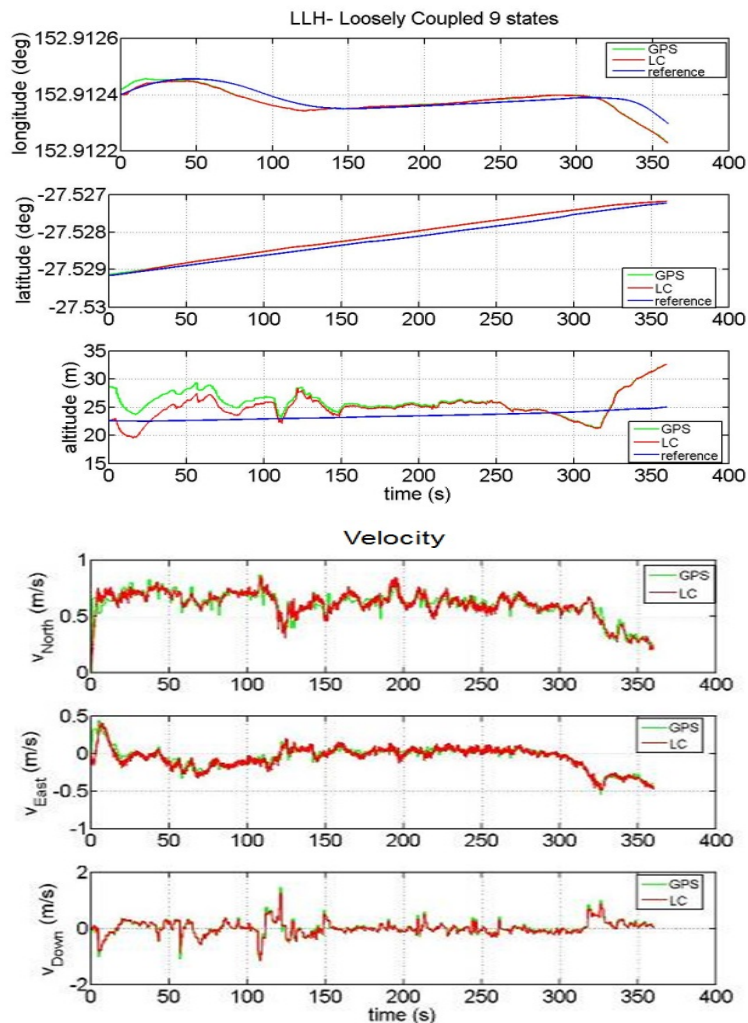 LLH- Loosely Coupled 9 states
longitude (deg)
152.9126
152.9124
152.9122
GPS
LC
reference
0 50 100 150 200 250 300 350 400
latitude (deg)
-27.527
-27.528
-27.529
-27.53
GPS
LC
reference
0 50 100 150 200 250 300 350 400
altitude (m)
35
30
25
20
15
GPS
LC
reference
0 50 100 150 200 250 300 350 400
time (s)
Velocity
vNorth (m/s)
1
0.5
0
GPS
LC
0 50 100 150 200 250 300 350 400
vEast (m/s)
0.5
0
-0.5
-1
GPS
LC
0 50 100 150 200 250 300 350 400
vDown (m/s)
2
0
-2
GPS
LC
0 50 100 150 200 250 300 350 400
time (s)